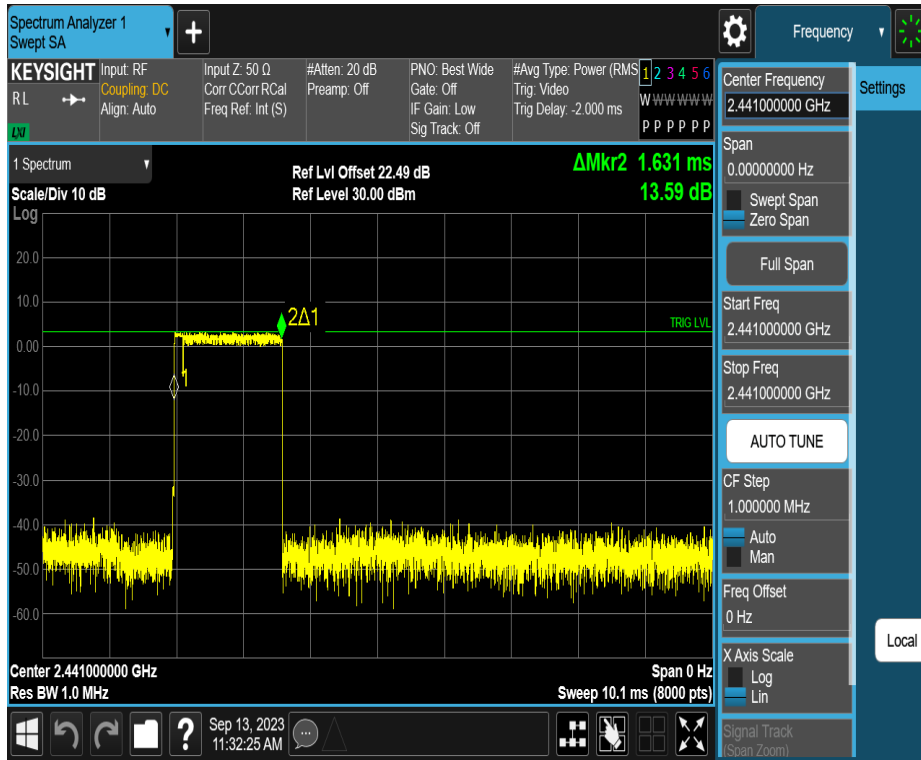 Spectrum Analyzer 1
Swept SA
+
Frequency
KEYSIGHT
R L
LXI
Input: RF
Coupling: DC
Align: Auto
Input Z: 50 Ω
Corr CCorr RCal
Freq Ref: Int (S)
#Atten: 20 dB
Preamp: Off
PNO: Best Wide
Gate: Off
IF Gain: Low
Sig Track: Off
#Avg Type: Power (RMS
Trig: Video
Trig Delay: -2.000 ms
1 2 3 4 5 6
W W W W W W
P P P P P P
1 Spectrum
Scale/Div 10 dB
Log
Ref Lvl Offset 22.49 dB
Ref Level 30.00 dBm
ΔMkr2 1.631 ms
13.59 dB
20.0
10.0
0.00
-10.0
-20.0
-30.0
-40.0
-50.0
-60.0
2Δ1
TRIG LVL
Center 2.441000000 GHz
Res BW 1.0 MHz
Span 0 Hz
Sweep 10.1 ms (8000 pts)
?
Sep 13, 2023
11:32:25 AM
Center Frequency
2.441000000 GHz
Span
0.00000000 Hz
Swept Span
Zero Span
Full Span
Start Freq
2.441000000 GHz
Stop Freq
2.441000000 GHz
AUTO TUNE
CF Step
1.000000 MHz
Auto
Man
Freq Offset
0 Hz
X Axis Scale
Log
Lin
Signal Track
(Span Zoom)
Settings
Local